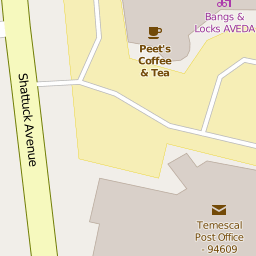 Bangs &
Locks AVEDA
Peet's
Coffee
& Tea
Shattuck Avenue
Temescal
Post Office
- 94609